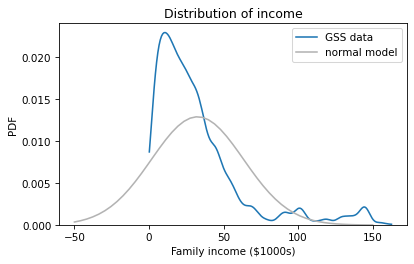 Distribution of income
GSS data
normal model
PDF
0.020
0.015
0.010
0.005
0.000
−50
0
50
100
150
Family income ($1000s)